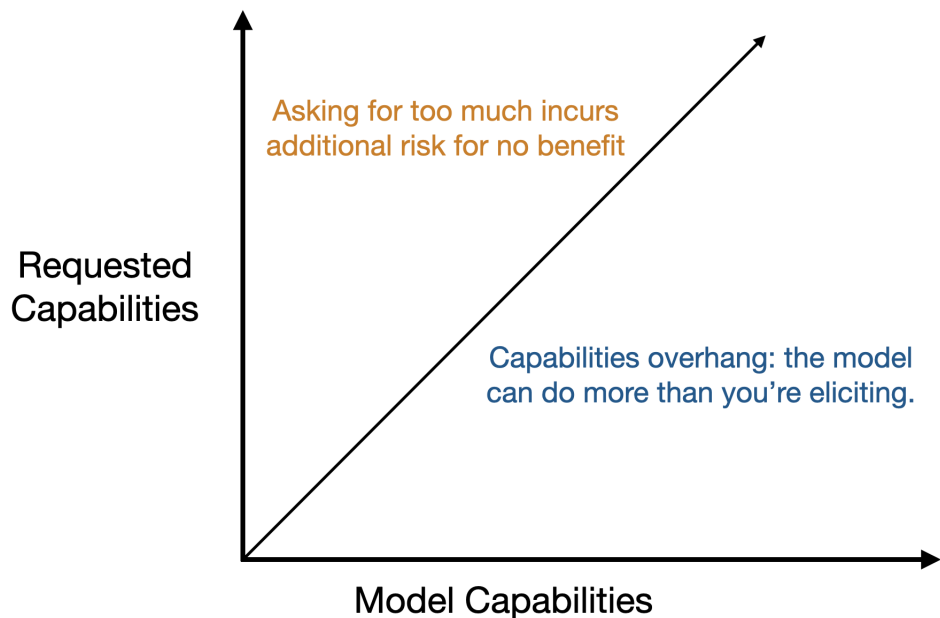 Asking for too much incurs
additional risk for no benefit
Requested
Capabilities
Capabilities overhang: the model
can do more than you’re eliciting.
Model Capabilities